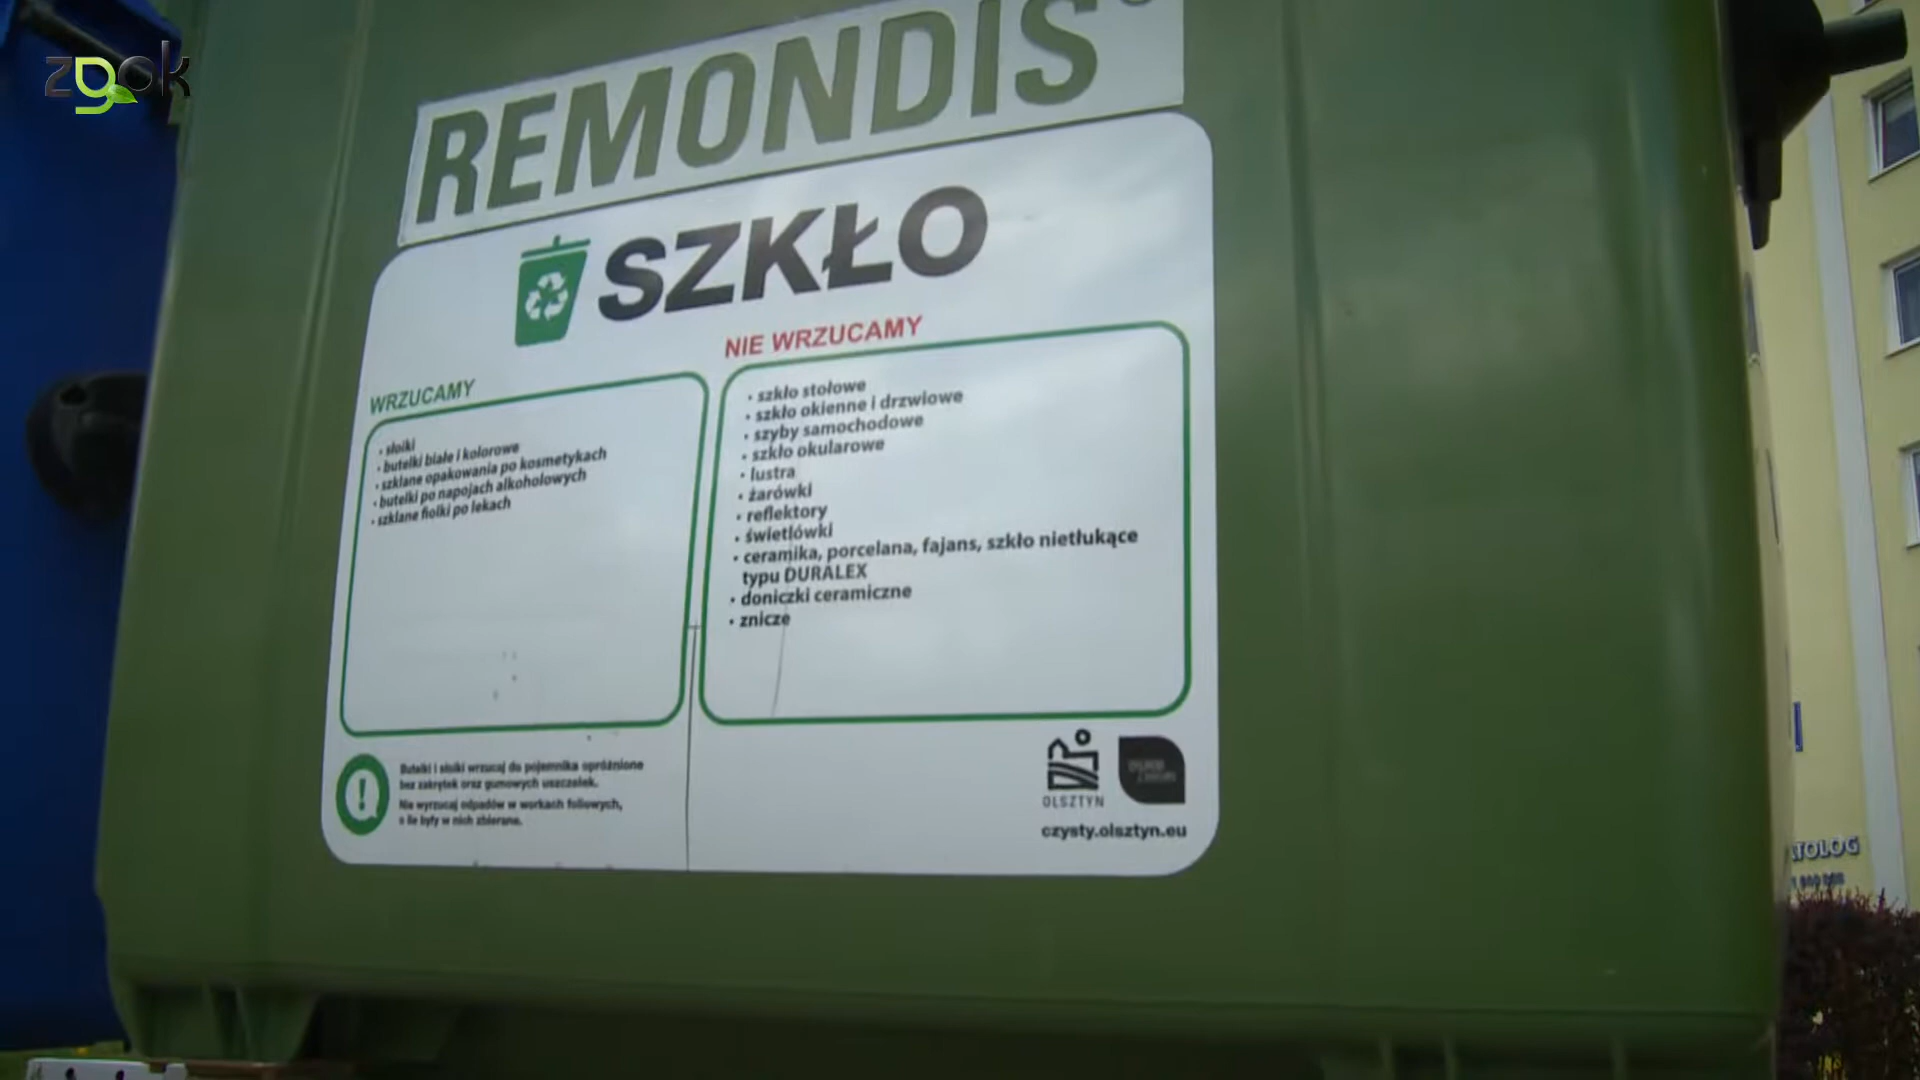 zgok
REMONDIS®
SZKŁO
WRZUCAMY
• słoiki
• butelki białe i kolorowe
• szklane opakowania po kosmetykach
• butelki po napojach alkoholowych
• szklane fiolki po lekach
NIE WRZUCAMY
• szkło stołowe
• szkło okienne i drzwiowe
• szyby samochodowe
• szkło okularowe
• lustra
• żarówki
• reflektory
• świetlówki
• ceramika, porcelana, fajans, szkło nietłukące
typu DURALEX
• doniczki ceramiczne
• znicze
!
Butelki i słoiki wrzucaj do pojemnika opróżnione
bez zakrętek oraz gumowych uszczelek.
Nie wyrzucaj odpadów w workach foliowych,
o ile były w nich zbierane.
OLSZTYN
czysty.olsztyn.eu
ATOLOG